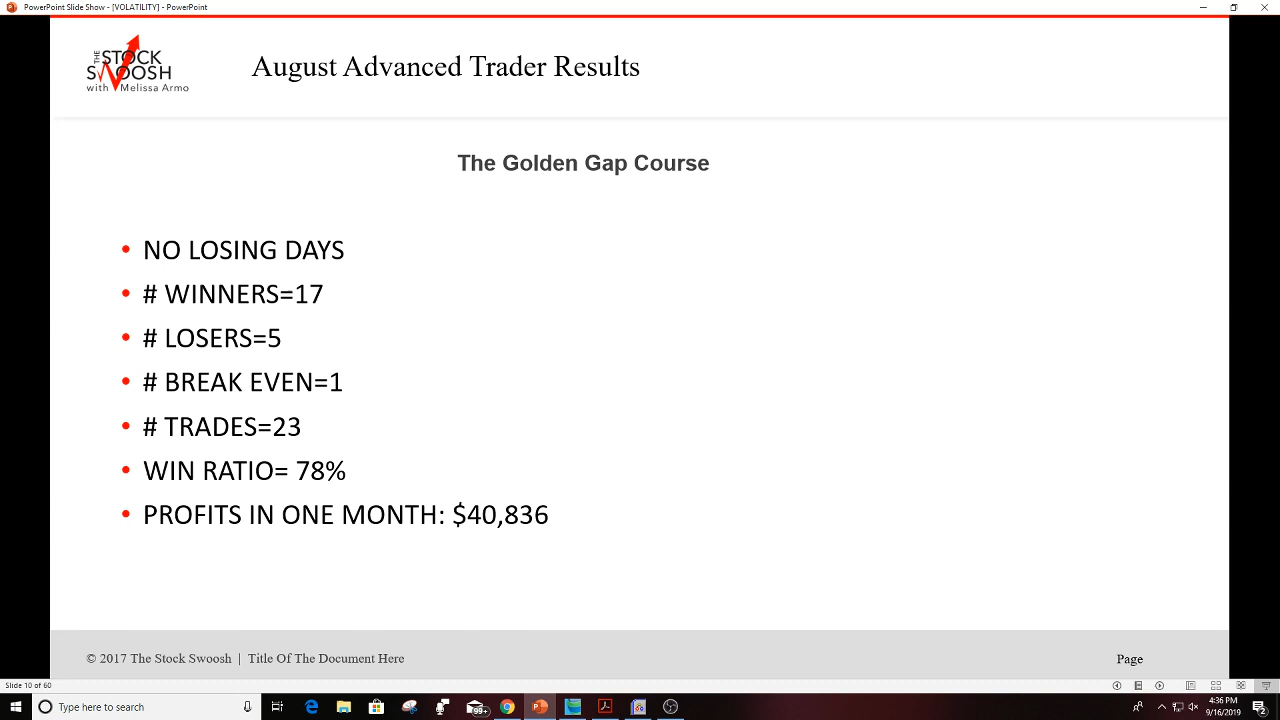 PowerPoint Slide Show - [VOLATILITY] - PowerPoint
THE STOCK
SWOOSH
with Melissa Armo
August Advanced Trader Results
The Golden Gap Course
• NO LOSING DAYS
• # WINNERS=17
• # LOSERS=5
• # BREAK EVEN=1
• # TRADES=23
• WIN RATIO= 78%
• PROFITS IN ONE MONTH: $40,836
© 2017 The Stock Swoosh | Title Of The Document Here
Page
Slide 10 of 60
Type here to search
99+
4:36 PM
9/16/2019
2